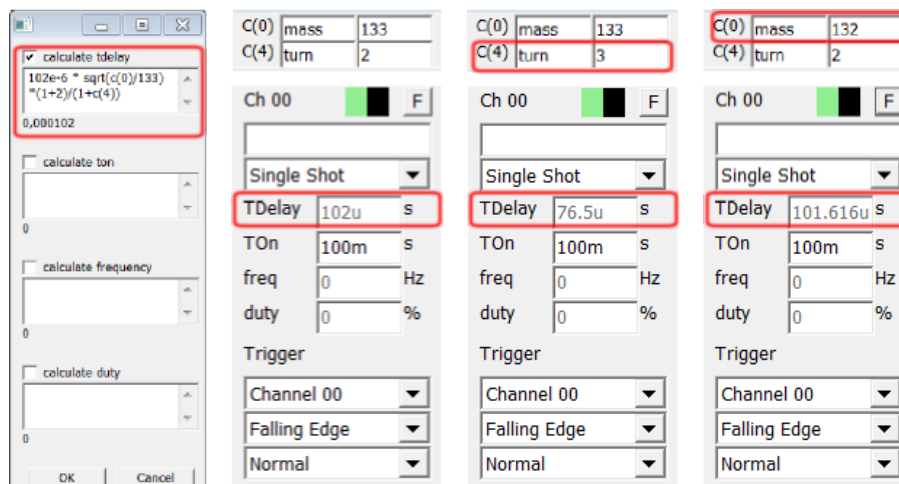 calculate tdelay
102e-6 * sqrt(c(0)/133)
*(1+2)/(1+c(4))
0,000102
calculate ton
0
calculate frequency
0
calculate duty
0
OK Cancel
C(0) mass 133
C(4) turn 2
Ch 00 F
Single Shot
TDelay 102u s
TOn 100m s
freq 0 Hz
duty 0 %
Trigger
Channel 00
Falling Edge
Normal
C(0) mass 133
C(4) turn 3
Ch 00 F
Single Shot
TDelay 76.5u s
TOn 100m s
freq 0 Hz
duty 0 %
Trigger
Channel 00
Falling Edge
Normal
C(0) mass 132
C(4) turn 2
Ch 00 F
Single Shot
TDelay 101.616u s
TOn 100m s
freq 0 Hz
duty 0 %
Trigger
Channel 00
Falling Edge
Normal